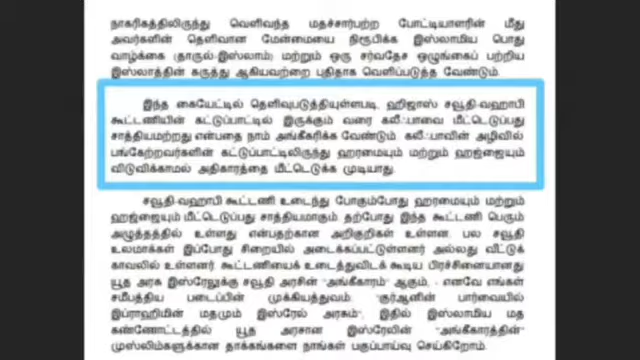 நாகரிகத்திலிருந்து வெளிவந்த மதச்சார்பற்ற போட்டியாளரின் மீது
அவர்களின் தெளிவான மேன்மையை நிரூபிக்க இஸ்லாமிய பொது
வாழ்க்கை (தாருல்-இஸ்லாம்) மற்றும் ஒரு சர்வதேச ஒழுங்கைப் பற்றிய
இஸ்லாத்தின் கருத்து ஆகியவற்றை புதிதாக வெளிப்படுத்த வேண்டும்.
இந்த கையேட்டில் தெளிவுபடுத்தியுள்ளபடி, ஹிஜாஸ் சவூதி-வஹாபி
கூட்டணியின் கட்டுப்பாட்டில் இருக்கும் வரை கலீஃபாவை மீட்டெடுப்பது
சாத்தியமற்றது என்பதை நாம் அங்கீகரிக்க வேண்டும். கலீஃபாவின் அழிவில்
பங்கேற்றவர்களின் கட்டுப்பாட்டிலிருந்து ஹரமையும் மற்றும் ஹஜ்ஜையும்
விடுவிக்காமல் அதிகாரத்தை மீட்டெடுக்க முடியாது.
சவூதி-வஹாபி கூட்டணி உடைந்து போகும்போது ஹரமையும் மற்றும்
ஹஜ்ஜையும் மீட்டெடுப்பது சாத்தியமாகும். தற்போது இந்த கூட்டணி பெரும்
அழுத்தத்தில் உள்ளது என்பதற்கான அறிகுறிகள் உள்ளன. பல சவூதி
உலமாக்கள் இப்போது சிறையில் அடைக்கப்பட்டுள்ளனர் அல்லது வீட்டுக்
காவலில் உள்ளனர். கூட்டணியைக் உடைத்துவிடக் கூடிய பிரச்சினையானது
யூத அரசு இஸ்ரேலுக்கு சவூதி அரசின் "அங்கீகாரம்" ஆகும், - எனவே எங்கள்
சமீபத்திய படைப்பின் முக்கியத்துவம். "குர்ஆனின் பார்வையில்
இப்ராஹிமின் மதமும் இஸ்ரேல் அரசும்", இதில் இஸ்லாமிய மத
கண்ணோட்டத்தில் யூத அரசான இஸ்ரேலின் "அங்கீகாரத்தின்"
முஸ்லிம்களுக்கான தாக்கங்களை நாங்கள் பகுப்பாய்வு செய்கிறோம்.